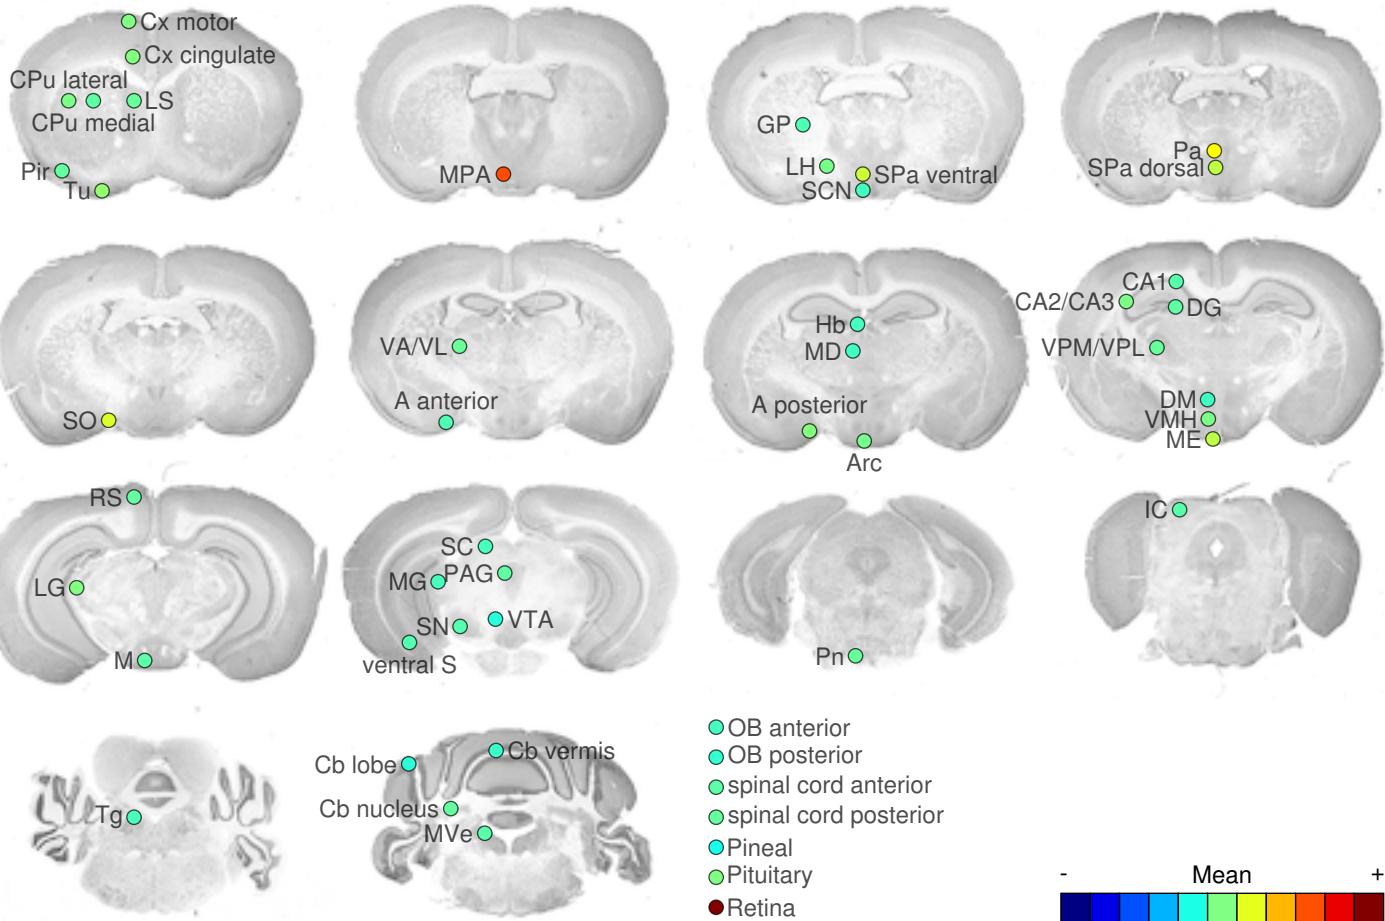 Cx motor
Cx cingulate
CPu lateral
LS
CPu medial
Pir
Tu
MPA
GP
LH
SPa ventral
SCN
Pa
SPa dorsal
SO
VA/VL
A anterior
Hb
MD
A posterior
Arc
CA1
CA2/CA3
DG
VPM/VPL
DM
VMH
ME
RS
LG
M
SC
MG
PAG
SN
VTA
ventral S
Pn
IC
Tg
Cb lobe
Cb vermis
Cb nucleus
MVe
OB anterior
OB posterior
spinal cord anterior
spinal cord posterior
Pineal
Pituitary
Retina
- Mean +